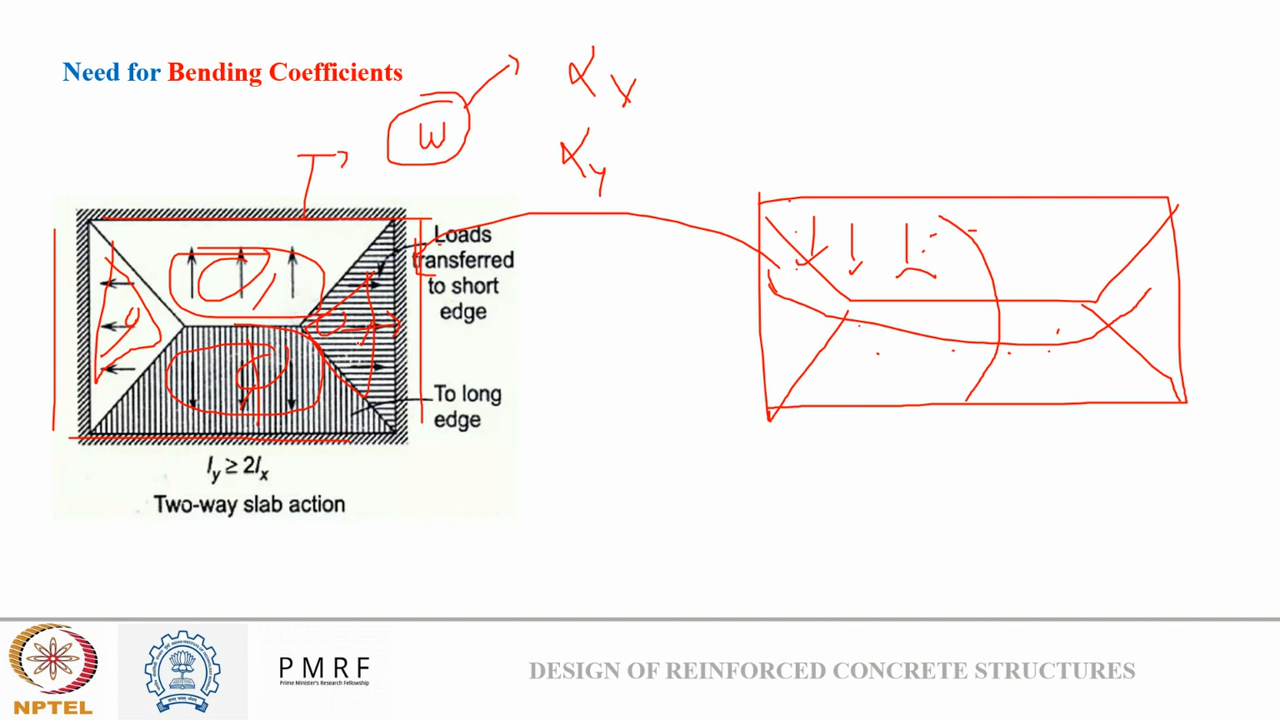 Need for Bending Coefficients
W
αx
αy
Loads
transferred
to short
edge
To long
edge
ly ≥ 2lx
Two-way slab action
NPTEL
PMRF
Prime Minister's Research Fellowship
DESIGN OF REINFORCED CONCRETE STRUCTURES